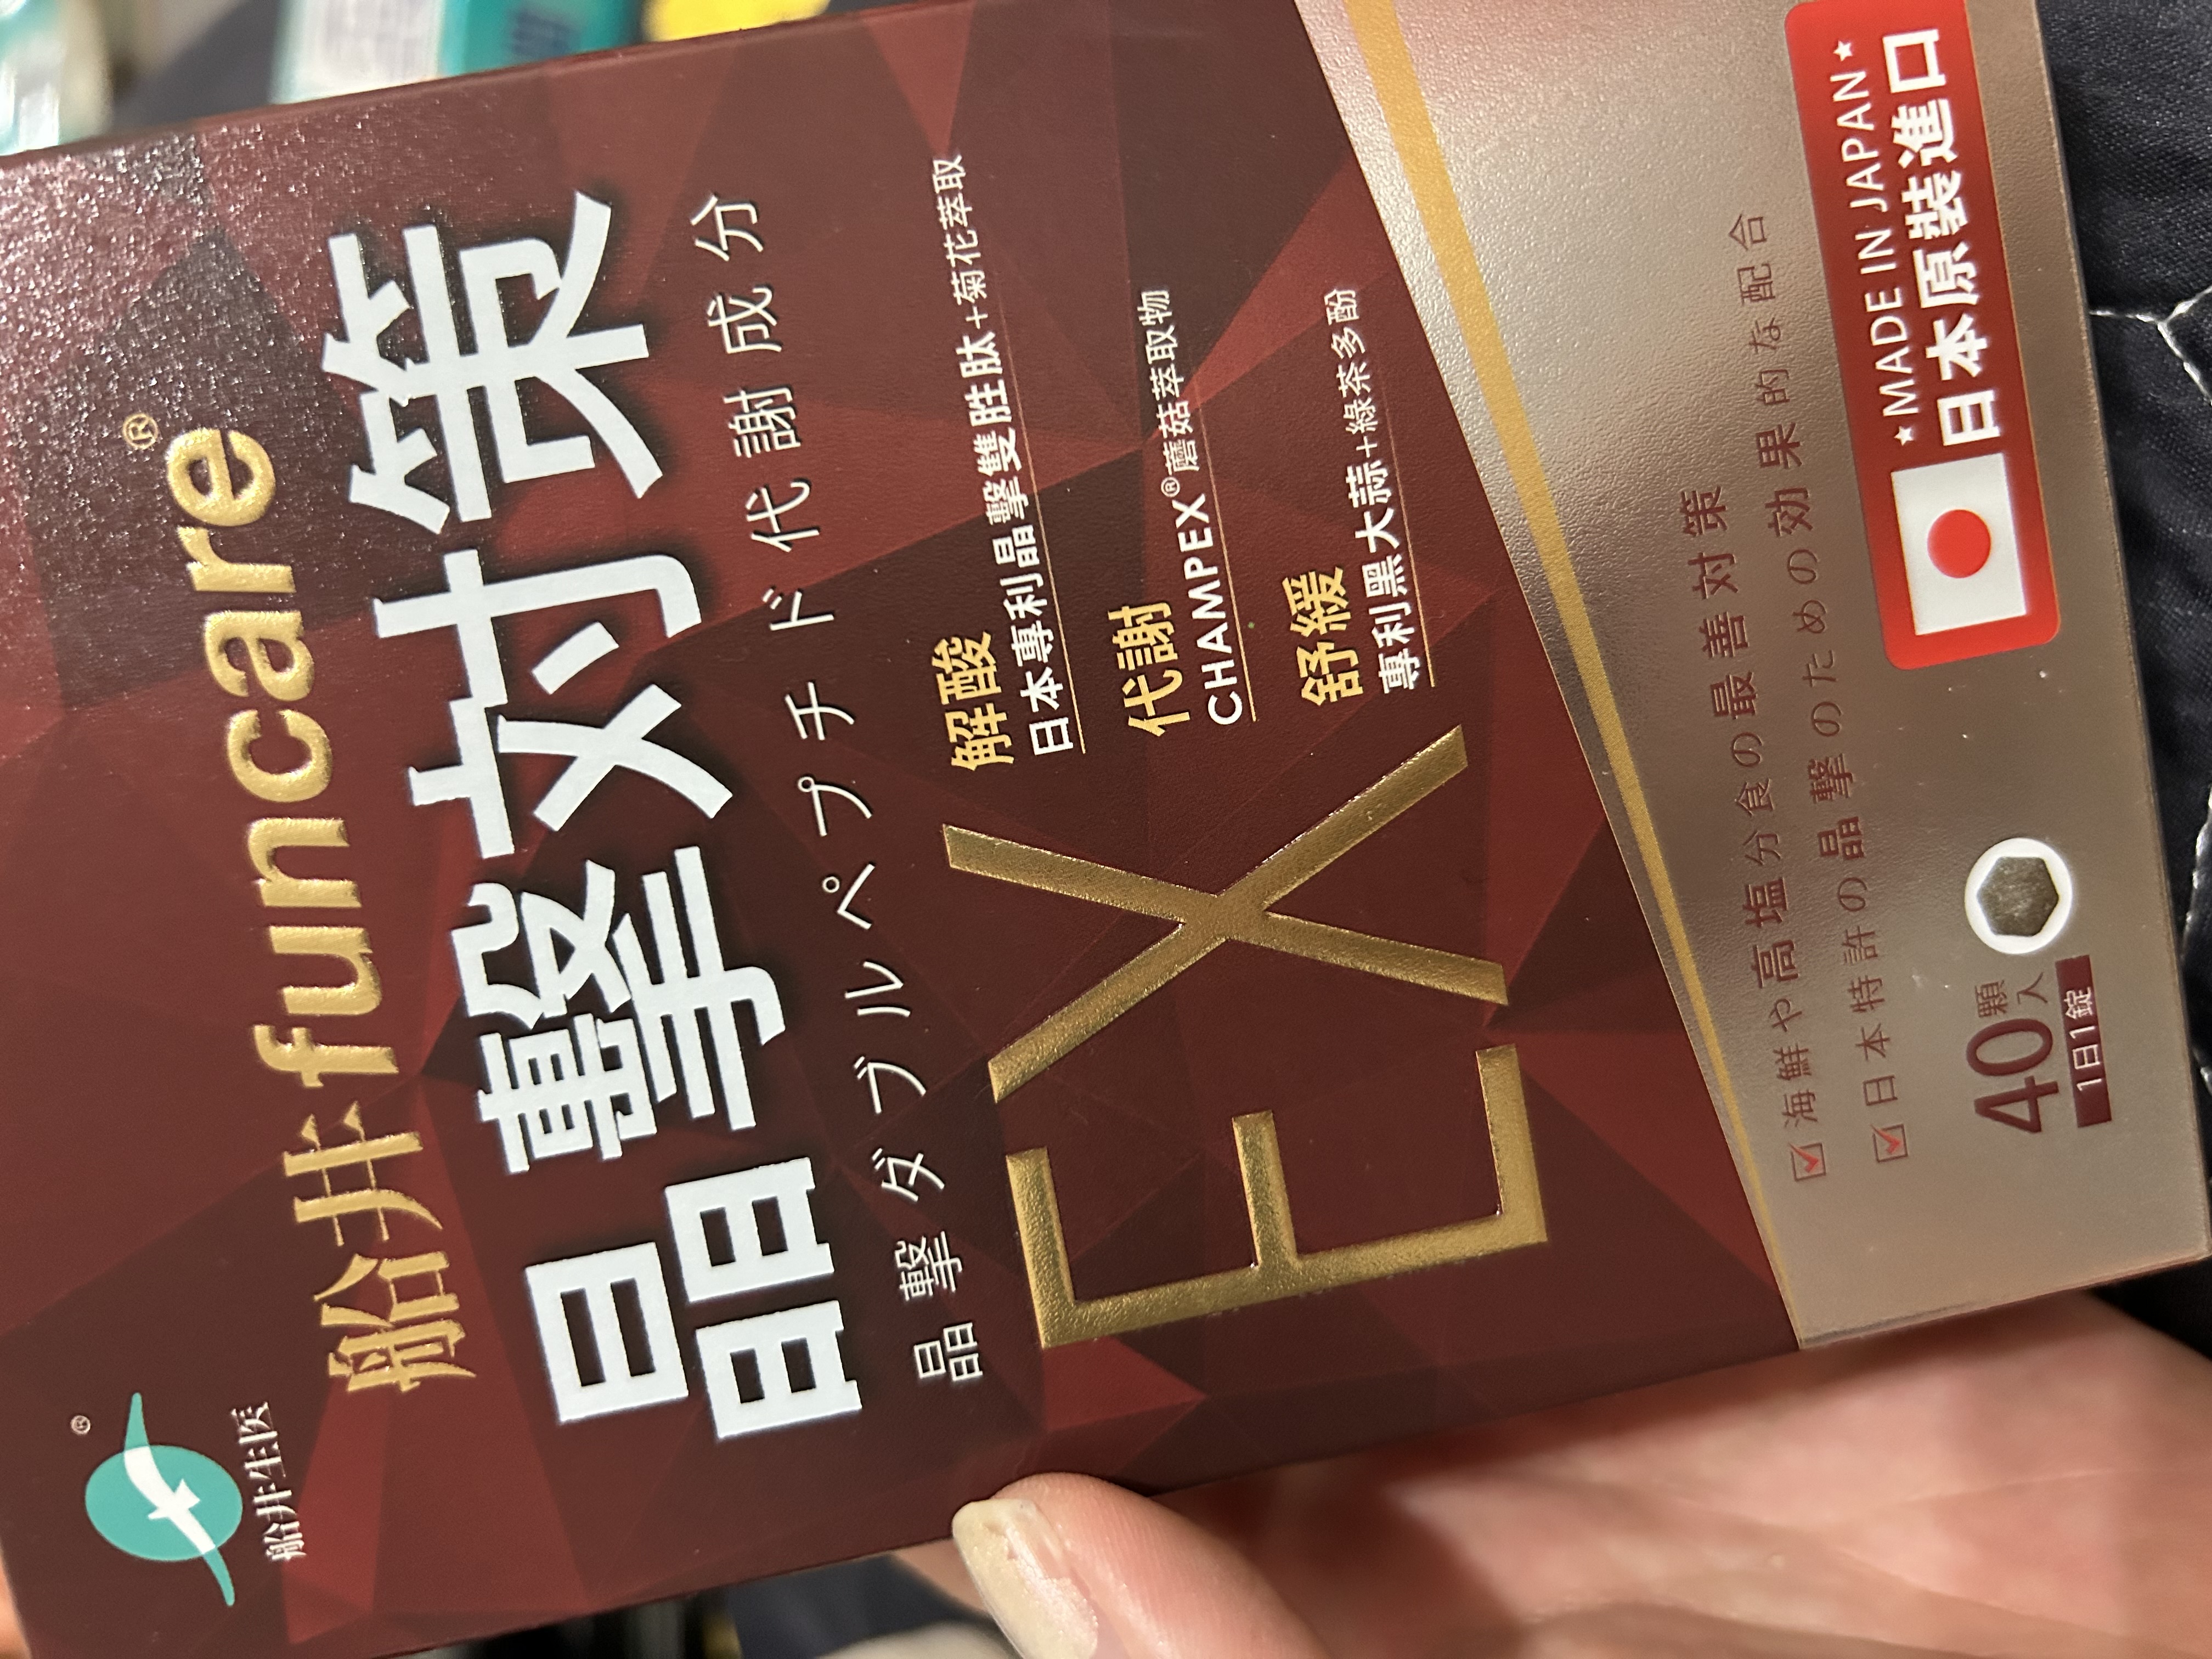 ®
船井生医
船井funcare®
晶撃対策
晶撃ダブルペプチド代謝成分
EX
解酸
日本專利晶擊雙胜肽+菊花萃取
代謝
CHAMPEX®蘑菇萃取物
舒緩
專利黑大蒜+綠茶多酚
海鮮や高塩分食の最善対策
日本特許の晶撃のための効果的な配合
40顆入
1日1錠
★MADE IN JAPAN★
日本原裝進口